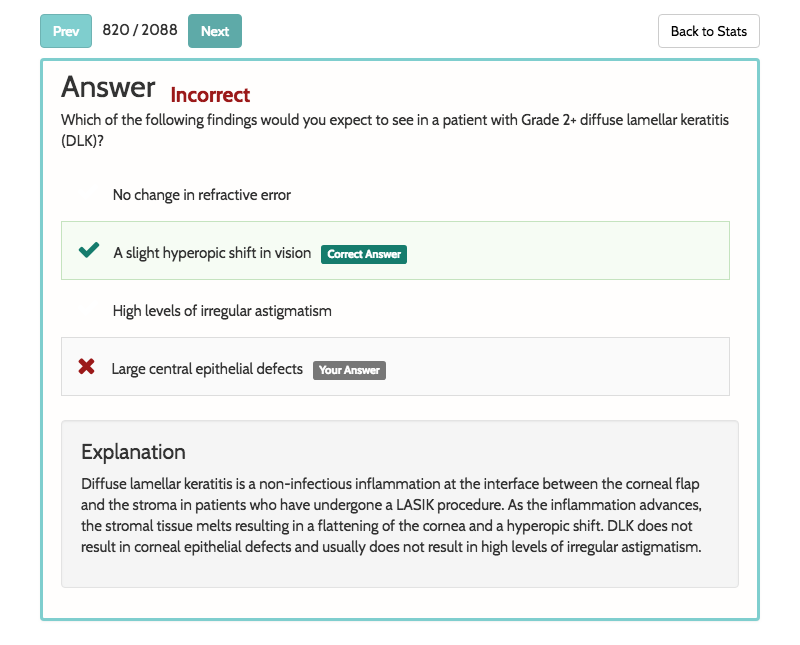 Prev 820 / 2088 Next Back to Stats
Answer Incorrect
Which of the following findings would you expect to see in a patient with Grade 2+ diffuse lamellar keratitis
(DLK)?
No change in refractive error
A slight hyperopic shift in vision Correct Answer
High levels of irregular astigmatism
Large central epithelial defects Your Answer
Explanation
Diffuse lamellar keratitis is a non-infectious inflammation at the interface between the corneal flap
and the stroma in patients who have undergone a LASIK procedure. As the inflammation advances,
the stromal tissue melts resulting in a flattening of the cornea and a hyperopic shift. DLK does not
result in corneal epithelial defects and usually does not result in high levels of irregular astigmatism.